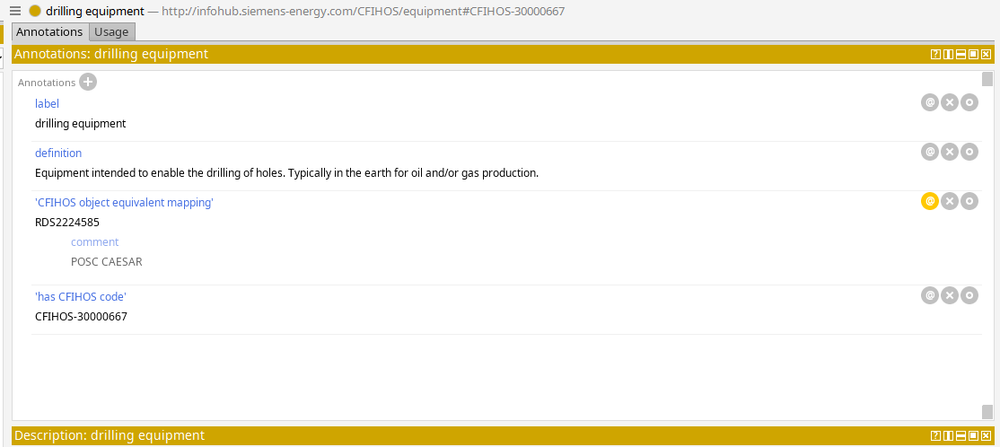 drilling equipment — http://infohub.siemens-energy.com/CFIHOS/equipment#CFIHOS-30000667
Annotations Usage
Annotations: drilling equipment
Annotations
label
drilling equipment
definition
Equipment intended to enable the drilling of holes. Typically in the earth for oil and/or gas production.
'CFIHOS object equivalent mapping'
RDS2224585
comment
POSC CAESAR
'has CFIHOS code'
CFIHOS-30000667
Description: drilling equipment